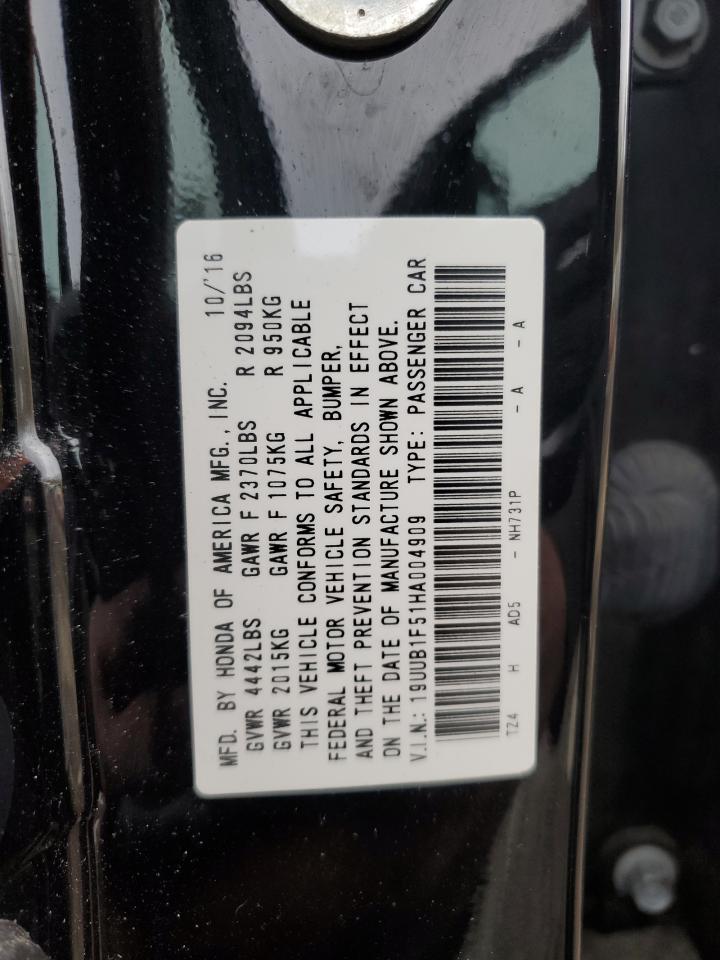 MFD. BY HONDA OF AMERICA MFG., INC. 10/'16
GVWR 4442LBS GAWR F 2370LBS R 2094LBS
GVWR 2015KG GAWR F 1075KG R 950KG
THIS VEHICLE CONFORMS TO ALL APPLICABLE
FEDERAL MOTOR VEHICLE SAFETY, BUMPER,
AND THEFT PREVENTION STANDARDS IN EFFECT
ON THE DATE OF MANUFACTURE SHOWN ABOVE.
V.I.N.: 19UUB1F51HA004909 TYPE: PASSENGER CAR
TZ4 H AD5 - NH731P - A - A